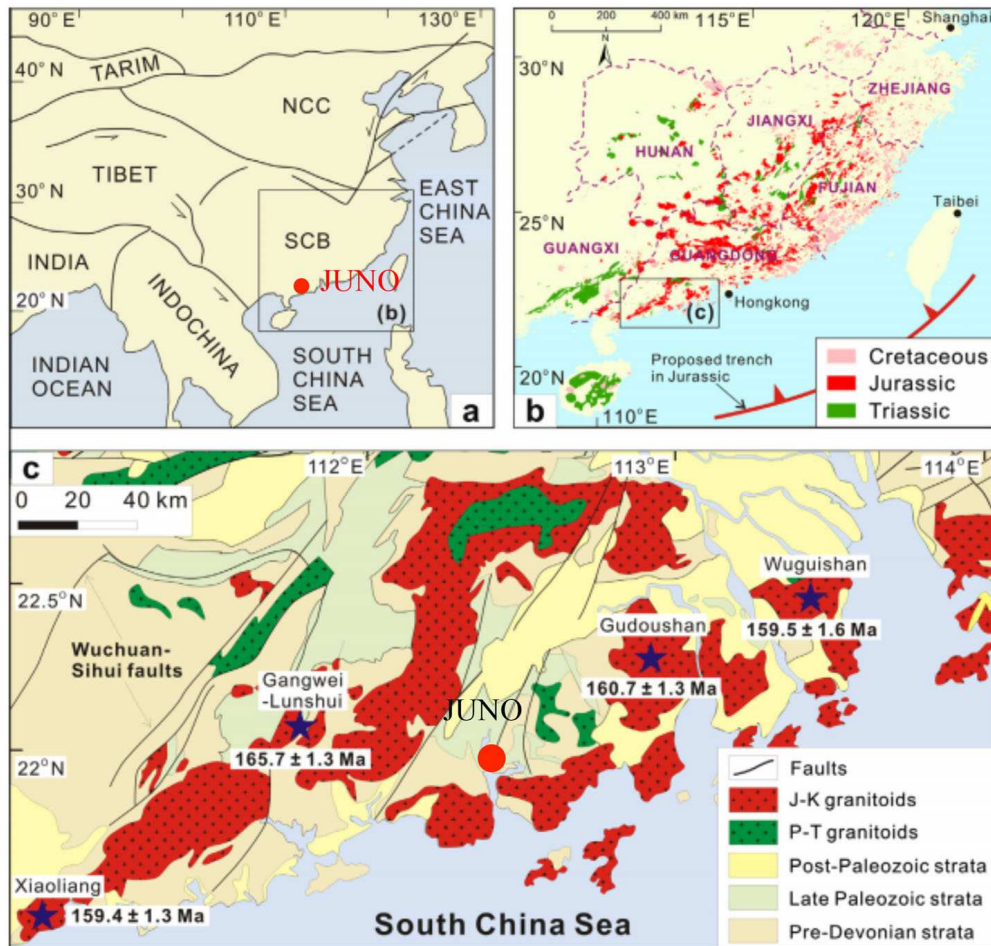 90°E
110°E
130°E
40°N
TARIM
NCC
TIBET
30°N
EAST
CHINA
SEA
SCB
INDIA
JUNO
20°N
(b)
INDOCHINA
INDIAN
OCEAN
SOUTH
CHINA
SEA
a
0 200 400 km
N
115°E
120°E
Shanghai
30°N
ZHEJIANG
JIANGXI
HUNAN
FUJIAN
Taibei
25°N
GUANGXI
GUANGDONG
Hongkong
(c)
20°N
Proposed trench
in Jurassic
Cretaceous
Jurassic
Triassic
b
110°E
c
112°E
113°E
114°E
0 20 40 km
Wuguishan
22.5°N
Gudoushan
159.5 ± 1.6 Ma
Wuchuan-
Sihui faults
Gangwei
-Lunshui
160.7 ± 1.3 Ma
JUNO
165.7 ± 1.3 Ma
22°N
Faults
J-K granitoids
P-T granitoids
Post-Paleozoic strata
Xiaoliang
Late Paleozoic strata
159.4 ± 1.3 Ma
South China Sea
Pre-Devonian strata